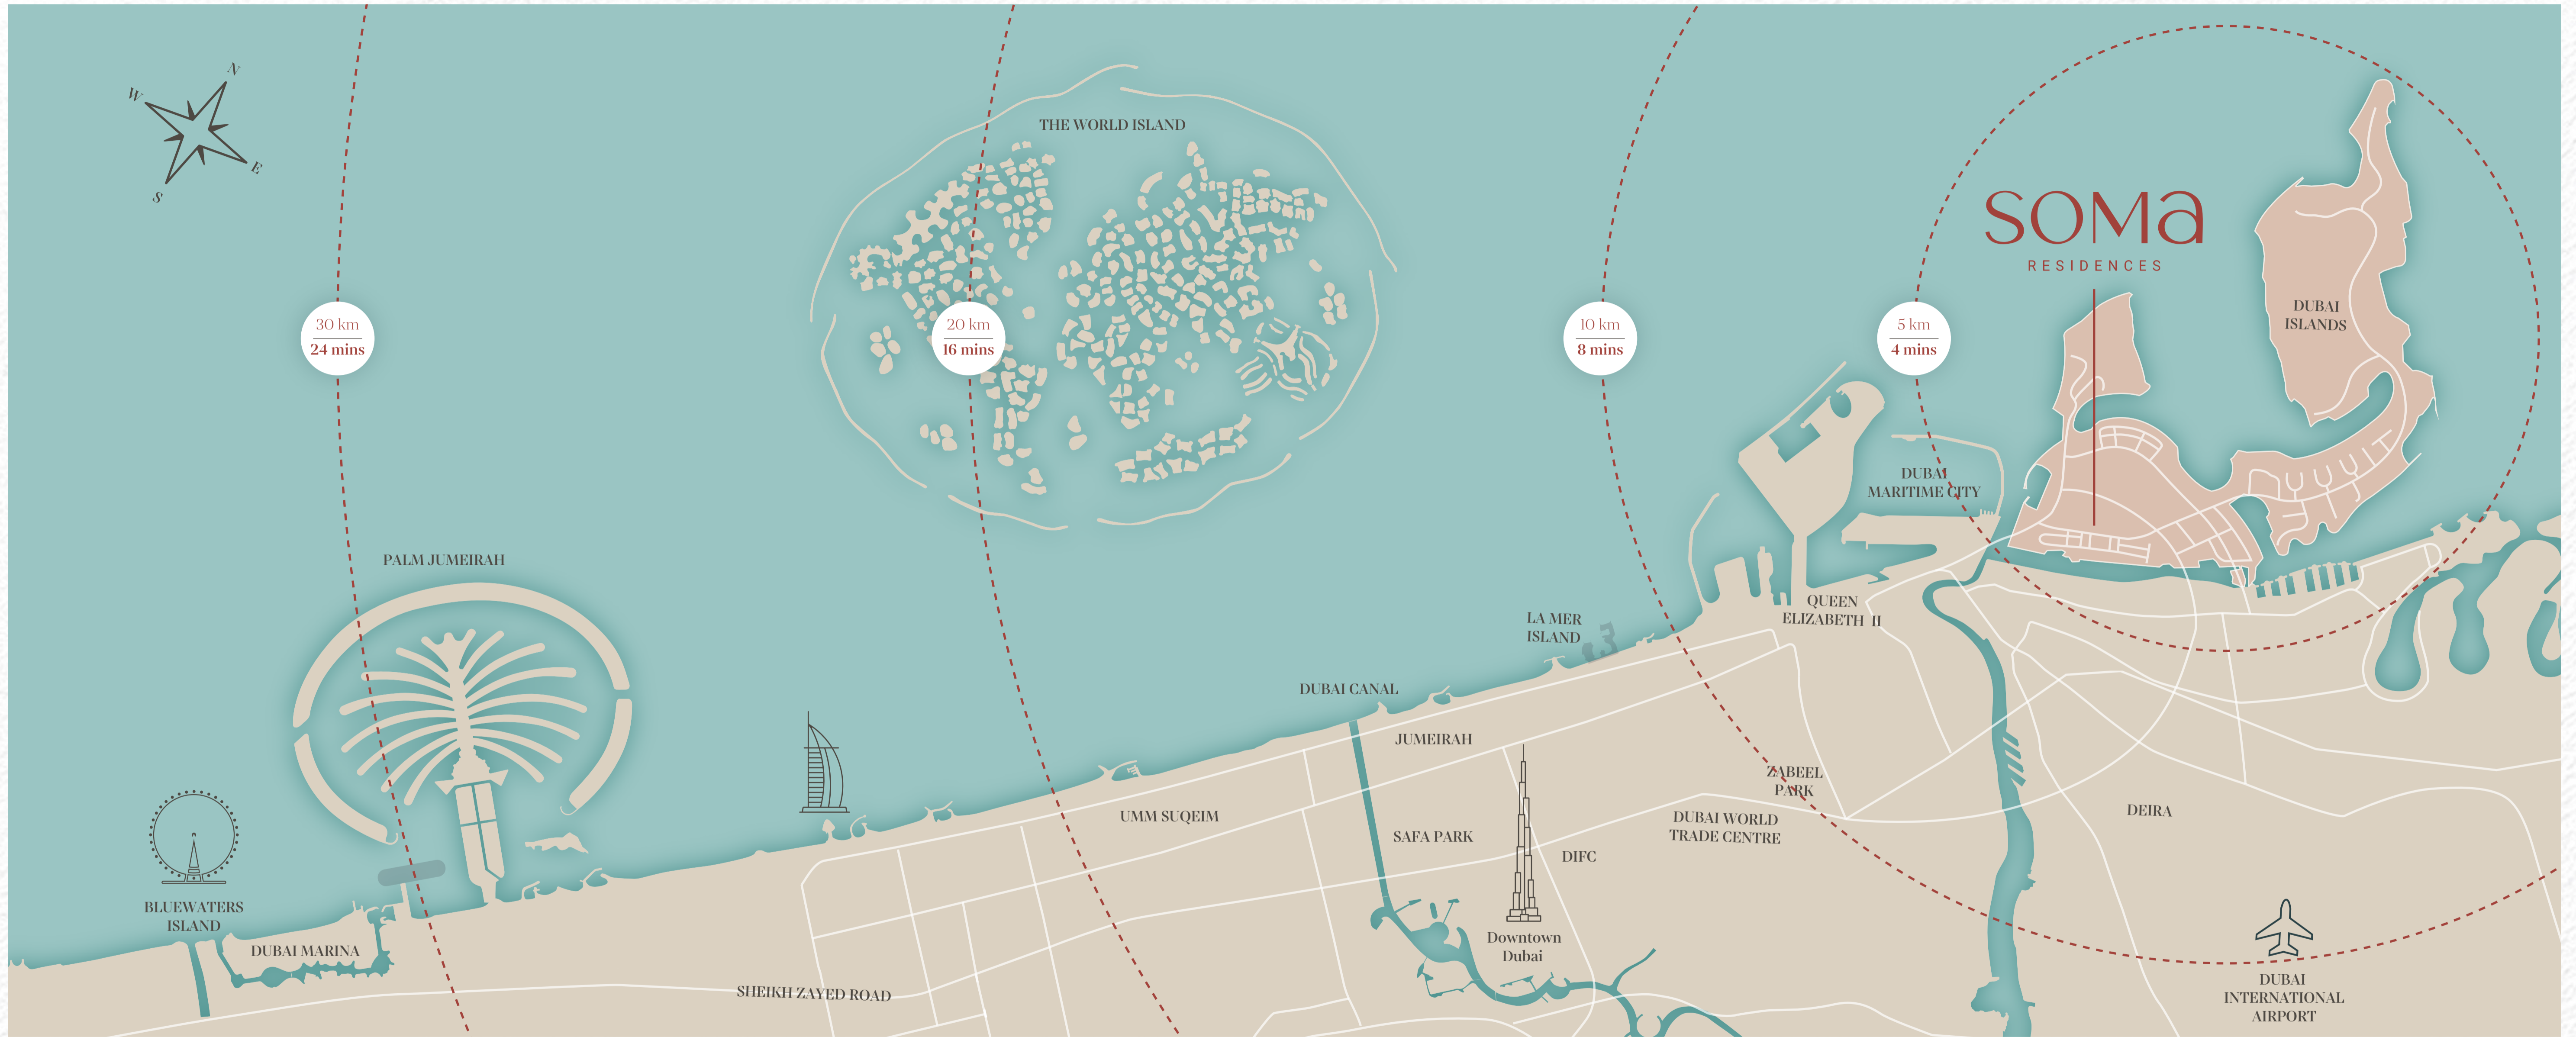 N
W
E
S
THE WORLD ISLAND
SOMA
RESIDENCES
DUBAI
ISLANDS
30 km
24 mins
20 km
16 mins
10 km
8 mins
5 km
4 mins
DUBAI
MARITIME CITY
PALM JUMEIRAH
QUEEN
ELIZABETH II
LA MER
ISLAND
DUBAI CANAL
JUMEIRAH
ZABEEL
PARK
UMM SUQEIM
DUBAI WORLD
TRADE CENTRE
DEIRA
SAFA PARK
DIFC
BLUEWATERS
ISLAND
DUBAI MARINA
Downtown
Dubai
SHEIKH ZAYED ROAD
DUBAI
INTERNATIONAL
AIRPORT